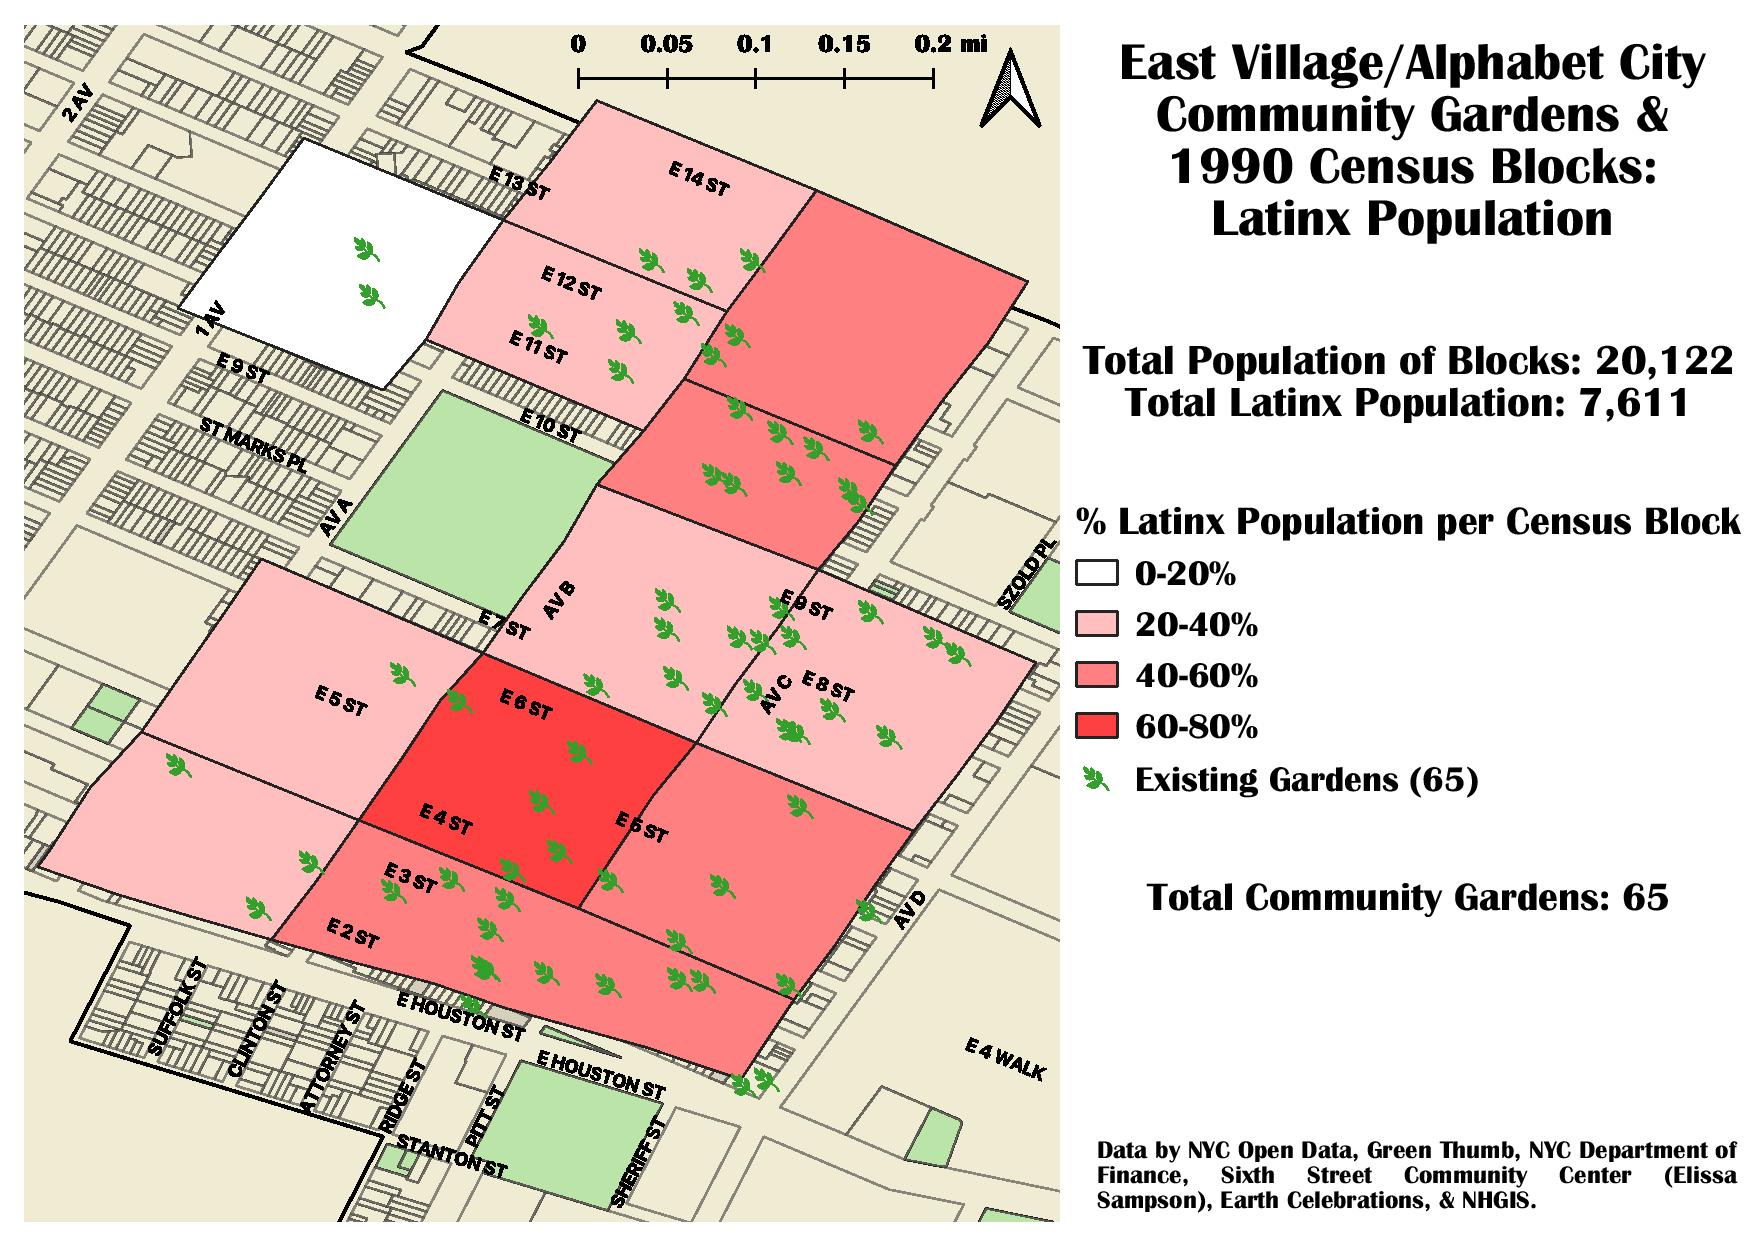 East Village/Alphabet City
Community Gardens &
1990 Census Blocks:
Latinx Population
Total Population of Blocks: 20,122
Total Latinx Population: 7,611
% Latinx Population per Census Block
0-20%
20-40%
40-60%
60-80%
Existing Gardens (65)
Total Community Gardens: 65
Data by NYC Open Data, Green Thumb, NYC Department of
Finance, Sixth Street Community Center (Elissa
Sampson), Earth Celebrations, & NHGIS.
0 0.05 0.1 0.15 0.2 mi
2 AV
E 13 ST
E 14 ST
E 12 ST
E 11 ST
1 AV
E 9 ST
E 10 ST
ST MARKS PL
AV A
SZOLD PL
AV B
E 9 ST
E 7 ST
E 8 ST
AV C
E 5 ST
E 6 ST
E 4 ST
E 5 ST
E 3 ST
AV D
E 2 ST
SUFFOLK ST
CLINTON ST
ATTORNEY ST
RIDGE ST
PITT ST
E HOUSTON ST
E HOUSTON ST
E 4 WALK
STANTON ST
SHERIFF ST